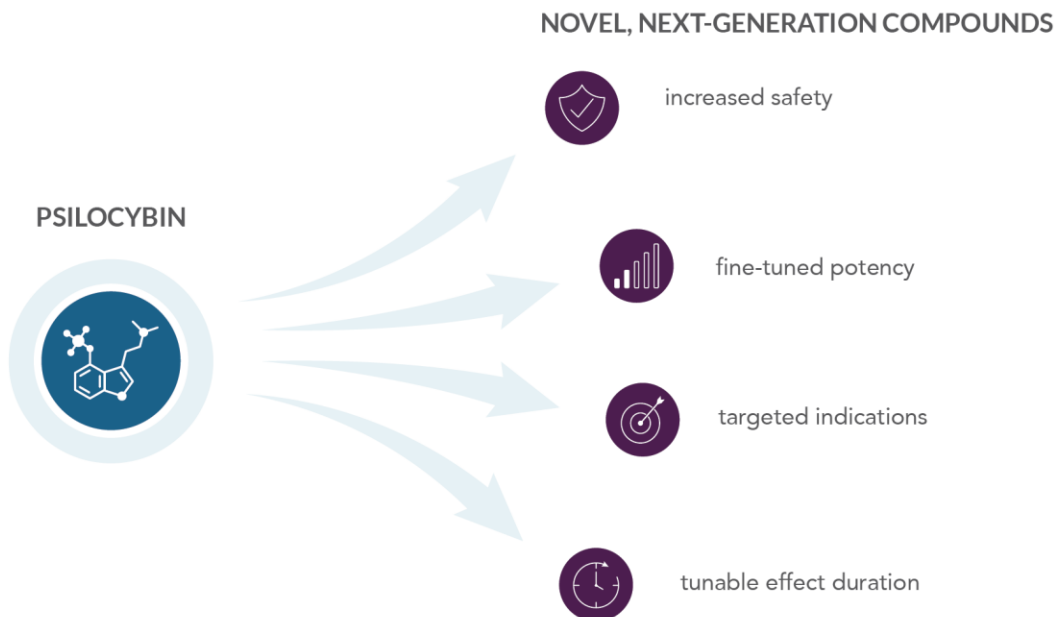 NOVEL, NEXT-GENERATION COMPOUNDS
increased safety
PSILOCYBIN
fine-tuned potency
targeted indications
tunable effect duration